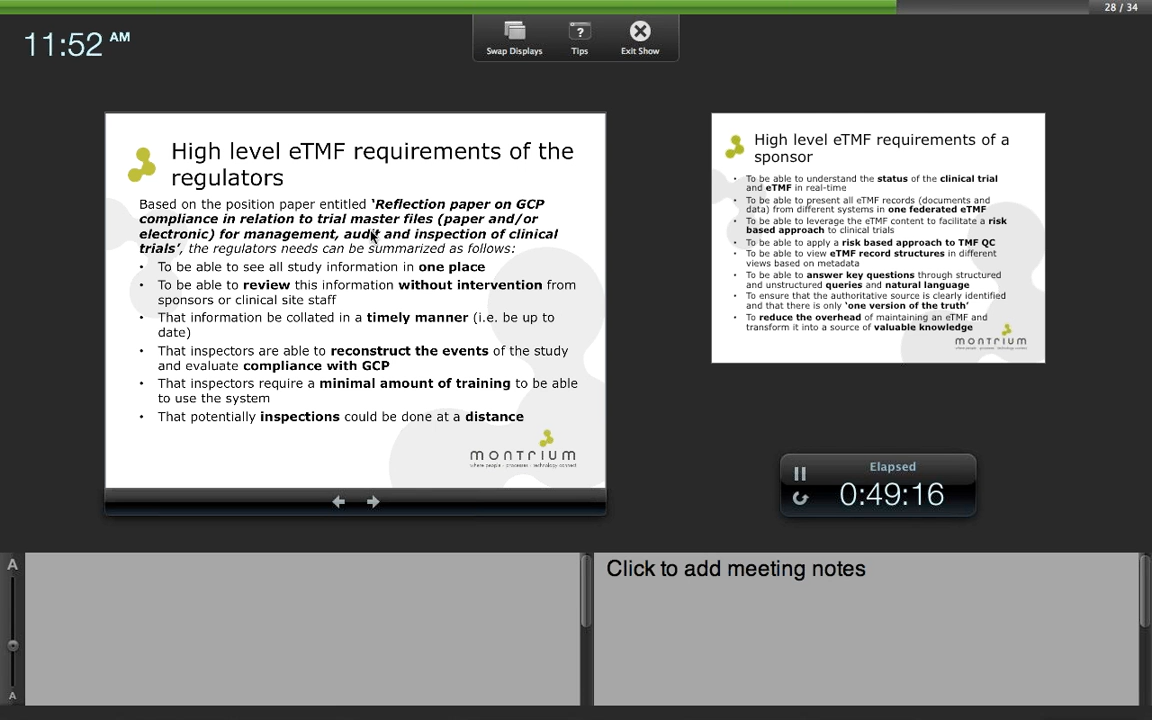 28 / 34
11:52 AM
Swap Displays
Tips
Exit Show
High level eTMF requirements of the
regulators
Based on the position paper entitled ‘Reflection paper on GCP
compliance in relation to trial master files (paper and/or
electronic) for management, audit and inspection of clinical
trials’, the regulators needs can be summarized as follows:
• To be able to see all study information in one place
• To be able to review this information without intervention from
sponsors or clinical site staff
• That information be collated in a timely manner (i.e. be up to
date)
• That inspectors are able to reconstruct the events of the study
and evaluate compliance with GCP
• That inspectors require a minimal amount of training to be able
to use the system
• That potentially inspections could be done at a distance
montrium
where people - processes - technology connect
High level eTMF requirements of a
sponsor
• To be able to understand the status of the clinical trial
and eTMF in real-time
• To be able to present all eTMF records (documents and
data) from different systems in one federated eTMF
• To be able to leverage the eTMF content to facilitate a risk
based approach to clinical trials
• To be able to apply a risk based approach to TMF QC
• To be able to view eTMF record structures in different
views based on metadata
• To be able to answer key questions through structured
and unstructured queries and natural language
• To ensure that the authoritative source is clearly identified
and that there is only ‘one version of the truth’
• To reduce the overhead of maintaining an eTMF and
transform it into a source of valuable knowledge
montrium
where people - processes - technology connect
Elapsed
0:49:16
A
Click to add meeting notes
A